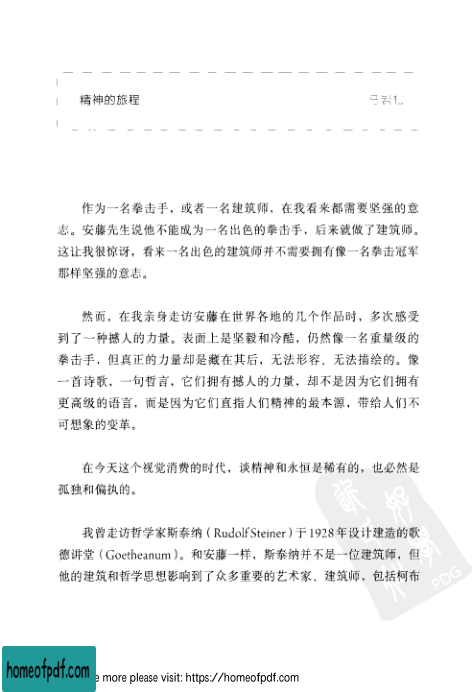 精神的旅程
作为一名拳击手，或者一名建筑师，在我看来都需要坚强的意
志。安藤先生说他不能成为一名出色的拳击手，后来就做了建筑师。
这让我很惊讶，看来一名出色的建筑师并不需要拥有像一名拳击冠军
那样坚强的意志。
然而，在我亲身走访安藤在世界各地的几个作品时，多次感受
到了一种撼人的力量。表面上是坚毅和冷酷，仍然像一名重量级的
拳击手，但真正的力量却是藏在其后，无法形容、无法描绘的。像
一首诗歌，一句哲言，它们拥有撼人的力量，却不是因为它们拥有
更高级的语言，而是因为它们直指人们精神的最本源，带给人们不
可想象的变革。
在今天这个视觉消费的时代，谈精神和永恒是稀有的，也必然是
孤独和偏执的。
我曾走访哲学家斯泰纳（Rudolf Steiner）于1928年设计建造的歌
德讲堂（Goetheanum）。和安藤一样，斯泰纳并不是一位建筑师，但
他的建筑和哲学思想影响到了众多重要的艺术家、建筑师，包括柯布
PDG
homeofpdf.com
e more please visit: https://homeofpdf.com